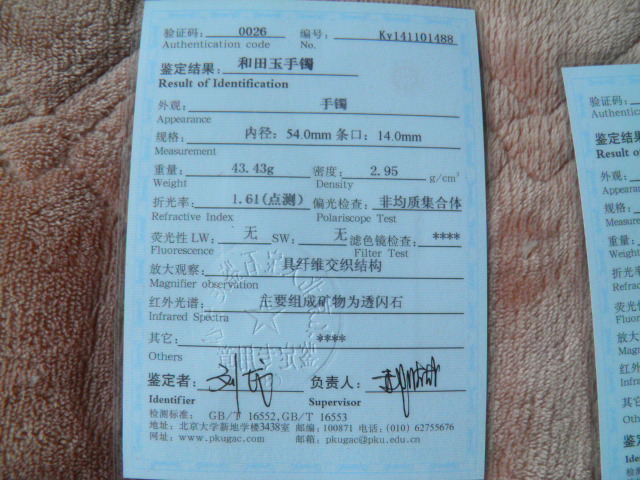 验证码: 0026 编号: Ky141101488
Authentication code No.
鉴定结果: 和田玉手镯
Result of Identification
外观: 手镯
Appearance
规格: 内径: 54.0mm 条口: 14.0mm
Measurement
重量: 43.43g 密度: 2.95 g/cm³
Weight Density
折光率: 1.61(点测) 偏光检查: 非均质集合体
Refractive Index Polariscope Test
荧光性 LW: 无 SW: 无 滤色镜检查: ****
Fluorescence Filter Test
放大观察: 具纤维交织结构
Magnifier observation
红外光谱: 主要组成矿物为透闪石
Infrared Spectra
其它: ****
Others
鉴定者: 负责人:
Identifier Supervisor
检测标准: GB/T 16552,GB/T 16553
地址: 北京大学新地学楼3438室 邮编: 100871 电话: (010) 62755676
网址: www.pkugac.com 邮箱: pkugac@pku.edu.cn
验证码:
鉴定结果
Result o
外观:
规格:
重量:
Weight